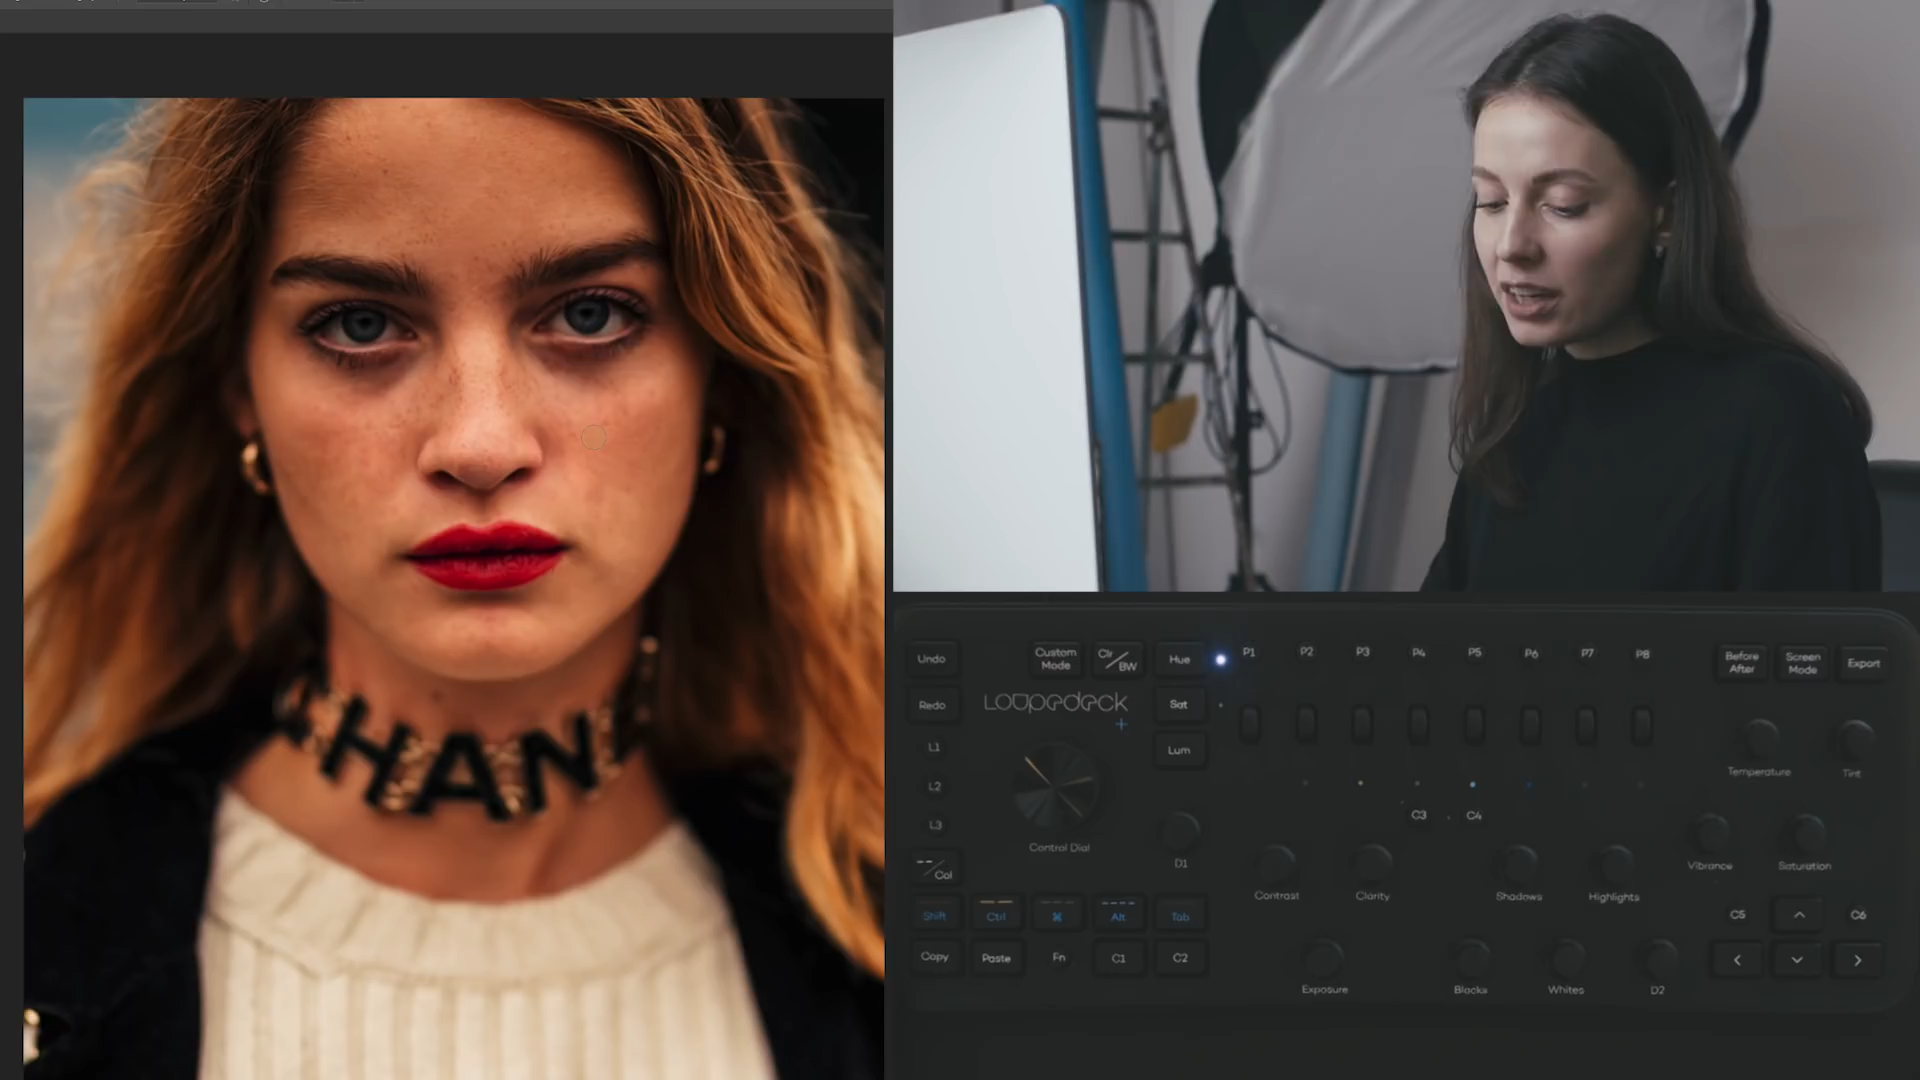 HAN
Undo
Custom Mode
Clr/BW
Hue
P1 P2 P3 P4 P5 P6 P7 P8
Before After
Screen Mode
Export
Redo
Loupedeck
+
Sat
L1
Lum
L2
Temperature
Tint
L3
Control Dial
C3
C4
D1
--/Col
Contrast
Clarity
Shadows
Highlights
Vibrance
Saturation
Shift
Ctrl
⌘
Alt
Tab
C5
C6
Copy
Paste
Fn
C1
C2
Exposure
Blacks
Whites
D2